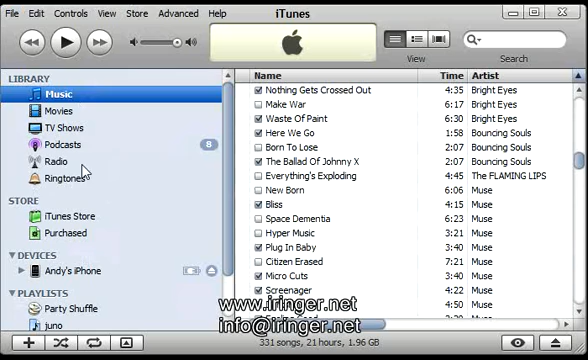 iTunes
File Edit Controls View Store Advanced Help
View
Search
LIBRARY
Music
Movies
TV Shows
Podcasts 8
Radio
Ringtones
STORE
iTunes Store
Purchased
DEVICES
Andy's iPhone
PLAYLISTS
Party Shuffle
juno
Name Time Artist
Nothing Gets Crossed Out 4:35 Bright Eyes
Make War 6:17 Bright Eyes
Waste Of Paint 6:30 Bright Eyes
Here We Go 1:58 Bouncing Souls
Born To Lose 2:07 Bouncing Souls
The Ballad Of Johnny X 2:07 Bouncing Souls
Everything's Exploding 4:45 The FLAMING LIPS
New Born 6:06 Muse
Bliss 4:15 Muse
Space Dementia 6:23 Muse
Hyper Music 3:21 Muse
Plug In Baby 3:40 Muse
Citizen Erased 7:21 Muse
Micro Cuts 3:40 Muse
Screenager 4:22 Muse
4:50 Muse
www.iringer.net
info@iringer.net
331 songs, 21 hours, 1.96 GB